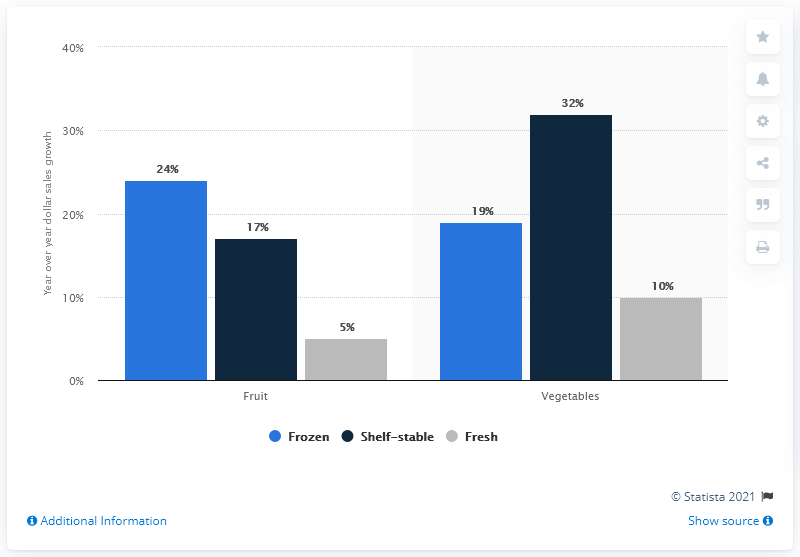 40%
30%
20%
10%
0%
Year over year dollar sales growth
24%
17%
5%
19%
32%
10%
Fruit
Vegetables
Frozen
Shelf-stable
Fresh
© Statista 2021
Additional Information
Show source